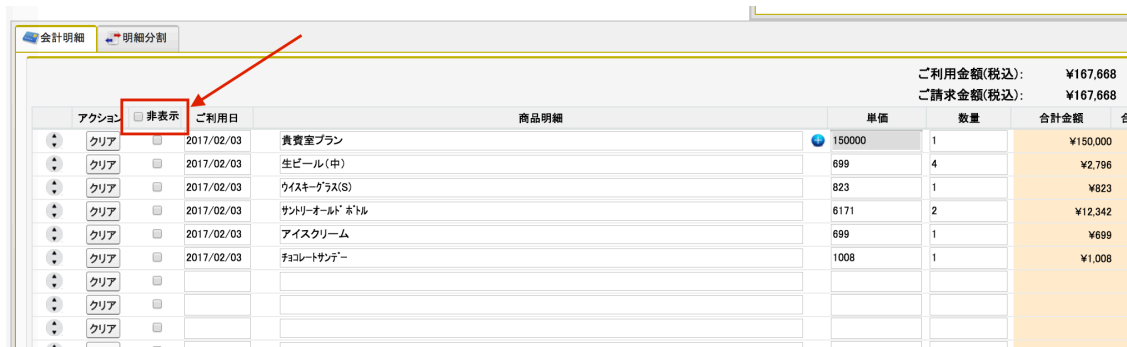 会計明細 明細分割
ご利用金額(税込): ¥167,668
ご請求金額(税込): ¥167,668
アクション 非表示 ご利用日 商品明細 単価 数量 合計金額
クリア 2017/02/03 貴賓室プラン 150000 1 ¥150,000
クリア 2017/02/03 生ビール(中) 699 4 ¥2,796
クリア 2017/02/03 ウイスキーグラス(S) 823 1 ¥823
クリア 2017/02/03 サントリーオールド ボトル 6171 2 ¥12,342
クリア 2017/02/03 アイスクリーム 699 1 ¥699
クリア 2017/02/03 チョコレートサンデー 1008 1 ¥1,008
クリア
クリア
クリア